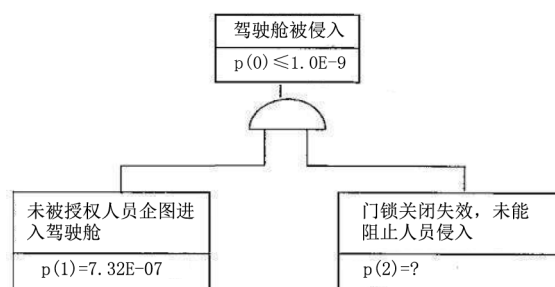 驾驶舱被侵入
p(0)≤1.0E-9
未被授权人员企图进
入驾驶舱
p(1)=7.32E-07
门锁关闭失效，未能
阻止人员侵入
p(2)=?